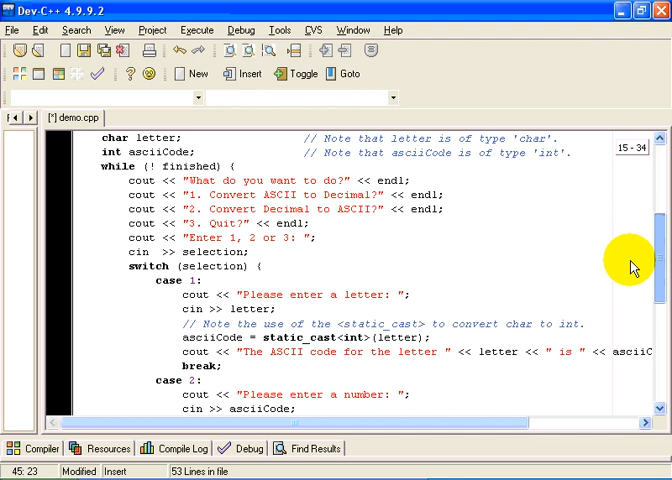 Dev-C++ 4.9.9.2
File Edit Search View Project Execute Debug Tools CVS Window Help
New Insert Toggle Goto
[*] demo.cpp
char letter; // Note that letter is of type 'char'.
15 - 34
int asciiCode; // Note that asciiCode is of type 'int'.
while (! finished) {
cout << "What do you want to do?" << endl;
cout << "1. Convert ASCII to Decimal?" << endl;
cout << "2. Convert Decimal to ASCII?" << endl;
cout << "3. Quit?" << endl;
cout << "Enter 1, 2 or 3: ";
cin >> selection;
switch (selection) {
case 1:
cout << "Please enter a letter: ";
cin >> letter;
// Note the use of the <static_cast> to convert char to int.
asciiCode = static_cast<int>(letter);
cout << "The ASCII code for the letter " << letter << " is " << asciiC
break;
case 2:
cout << "Please enter a number: ";
cin >> asciiCode;
Compiler Resources Compile Log Debug Find Results
45: 23 Modified Insert 53 Lines in file